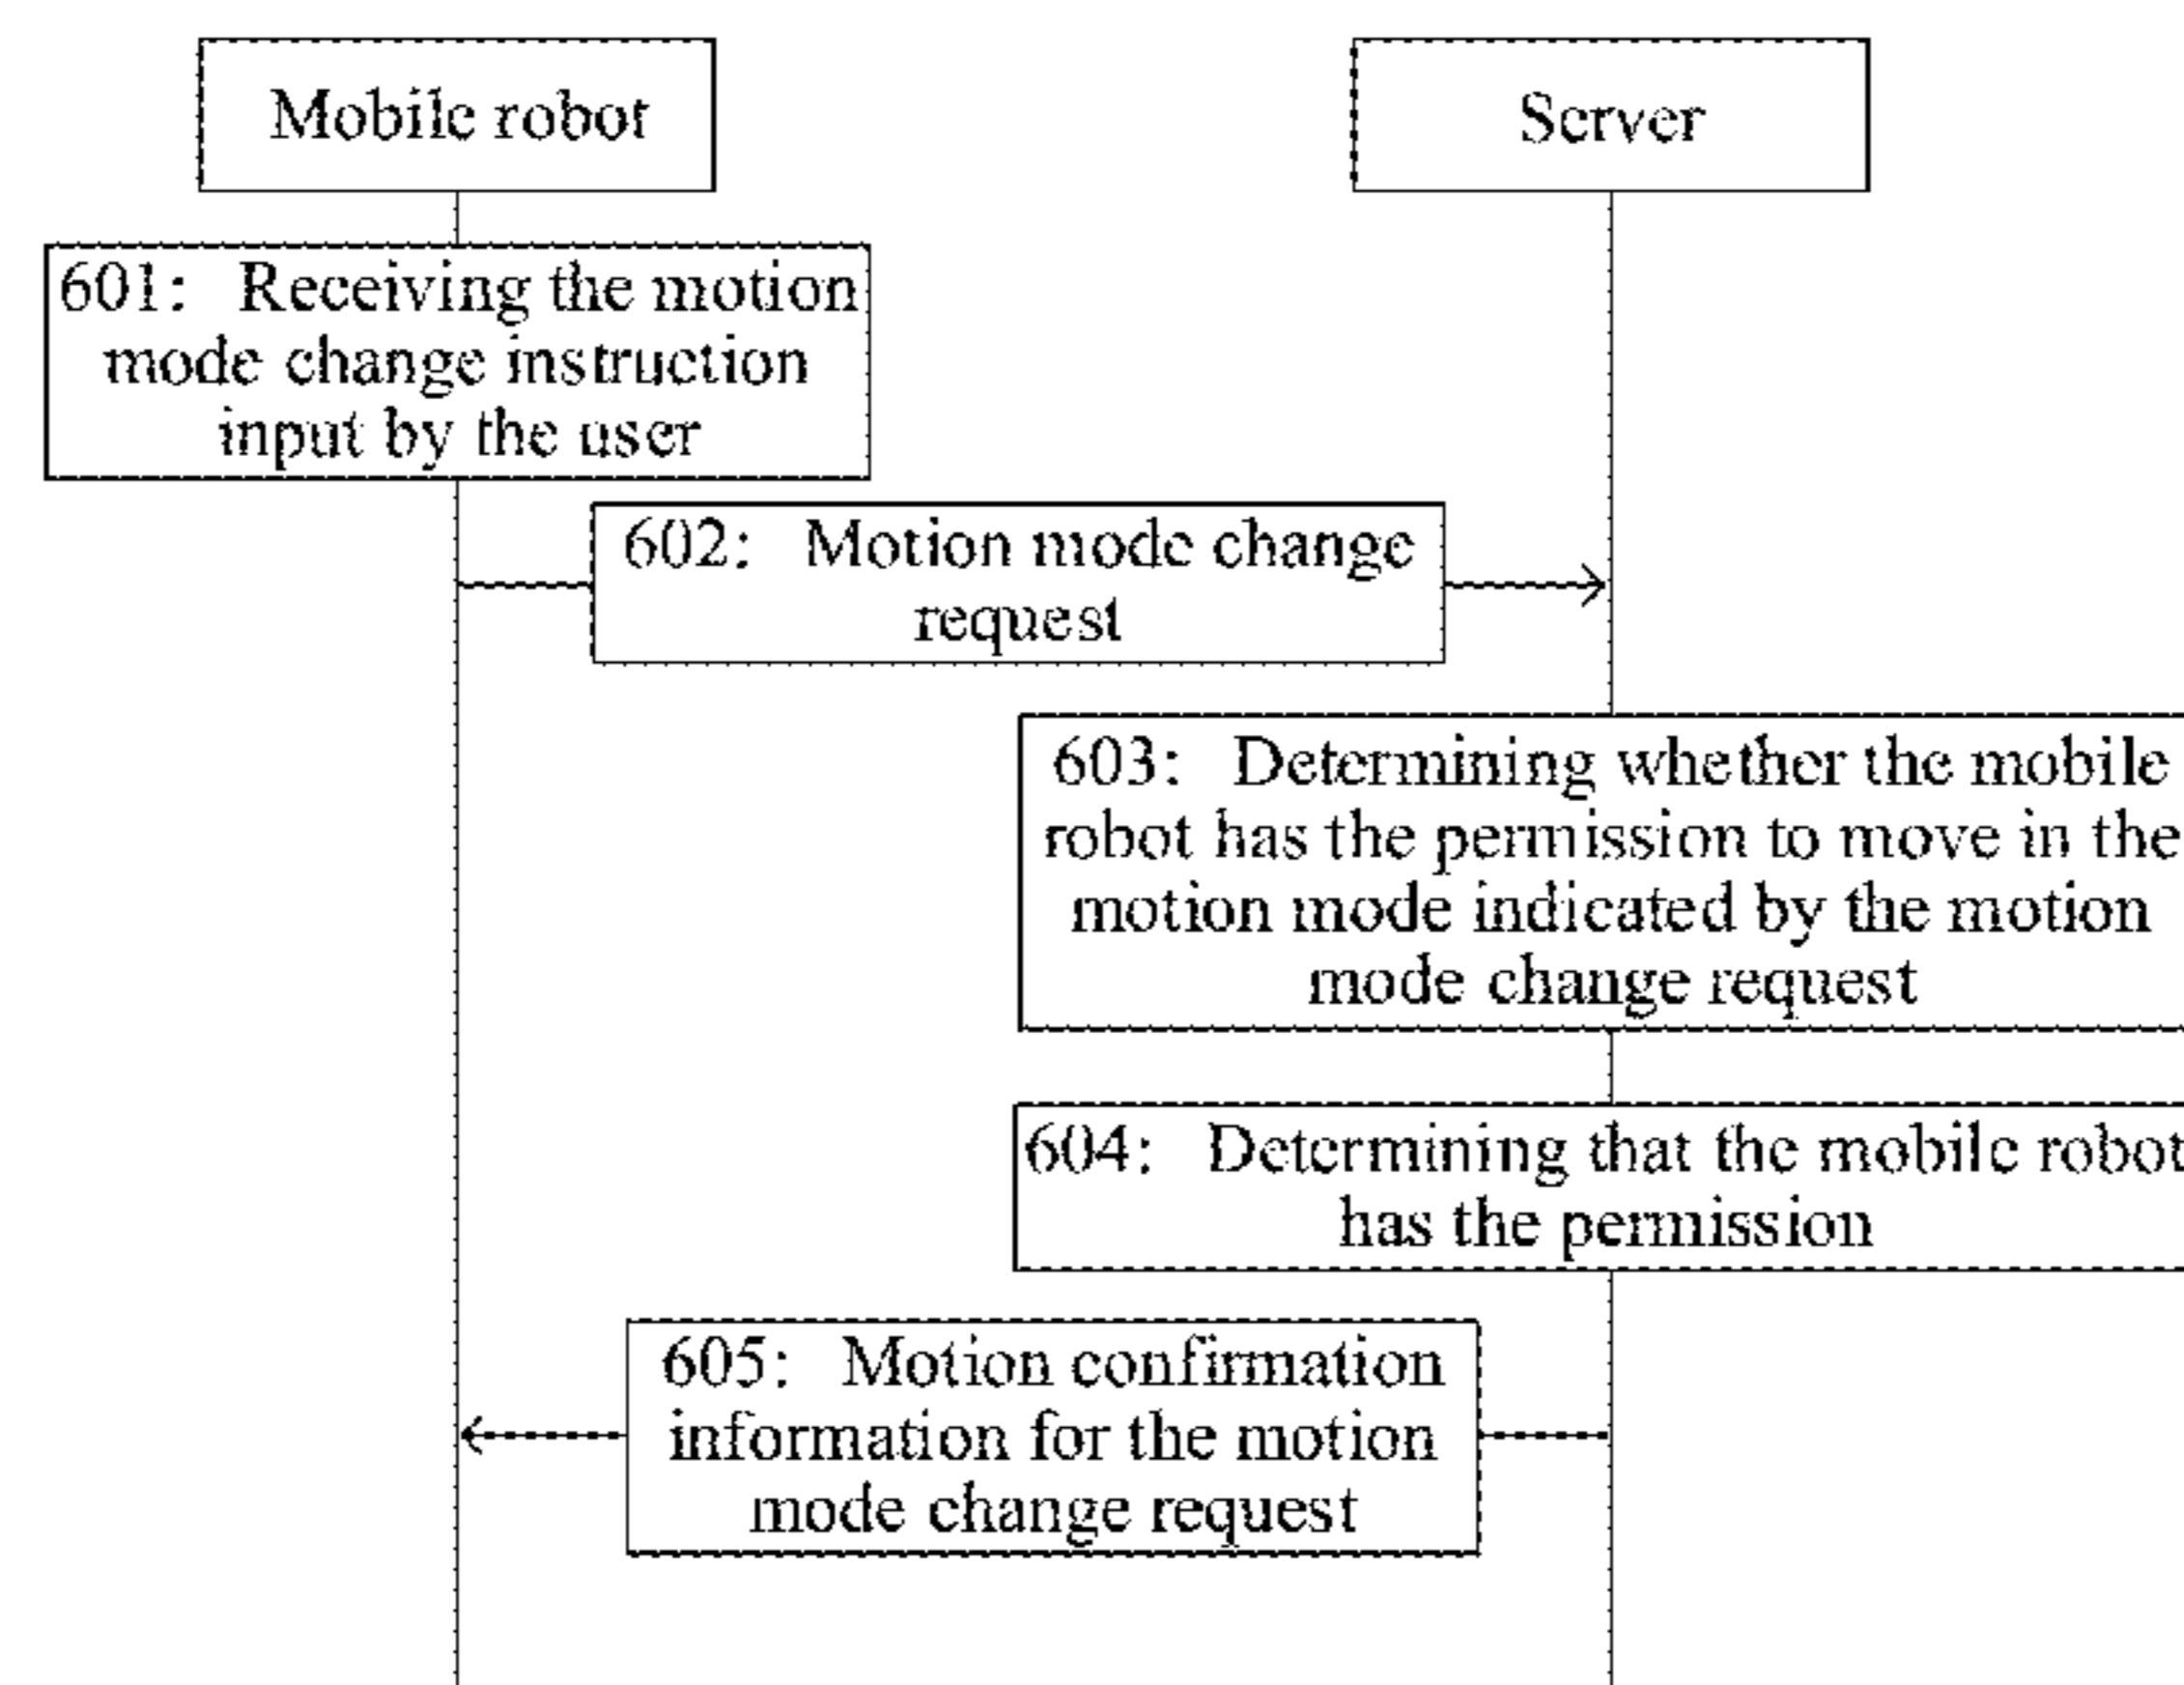 Mobile robot
Server
601: Receiving the motion
mode change instruction
input by the user
602: Motion mode change
request
603: Determining whether the mobile
robot has the permission to move in the
motion mode indicated by the motion
mode change request
604: Determining that the mobile robot
has the permission
605: Motion confirmation
information for the motion
mode change request